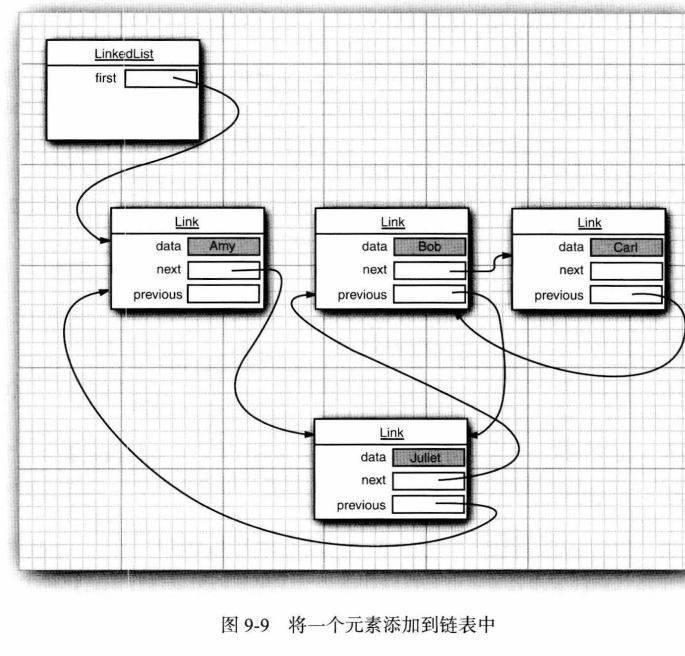 LinkedList
first
Link
data Amy
next
previous
Link
data Bob
next
previous
Link
data Carl
next
previous
Link
data Juliet
next
previous
图 9-9 将一个元素添加到链表中